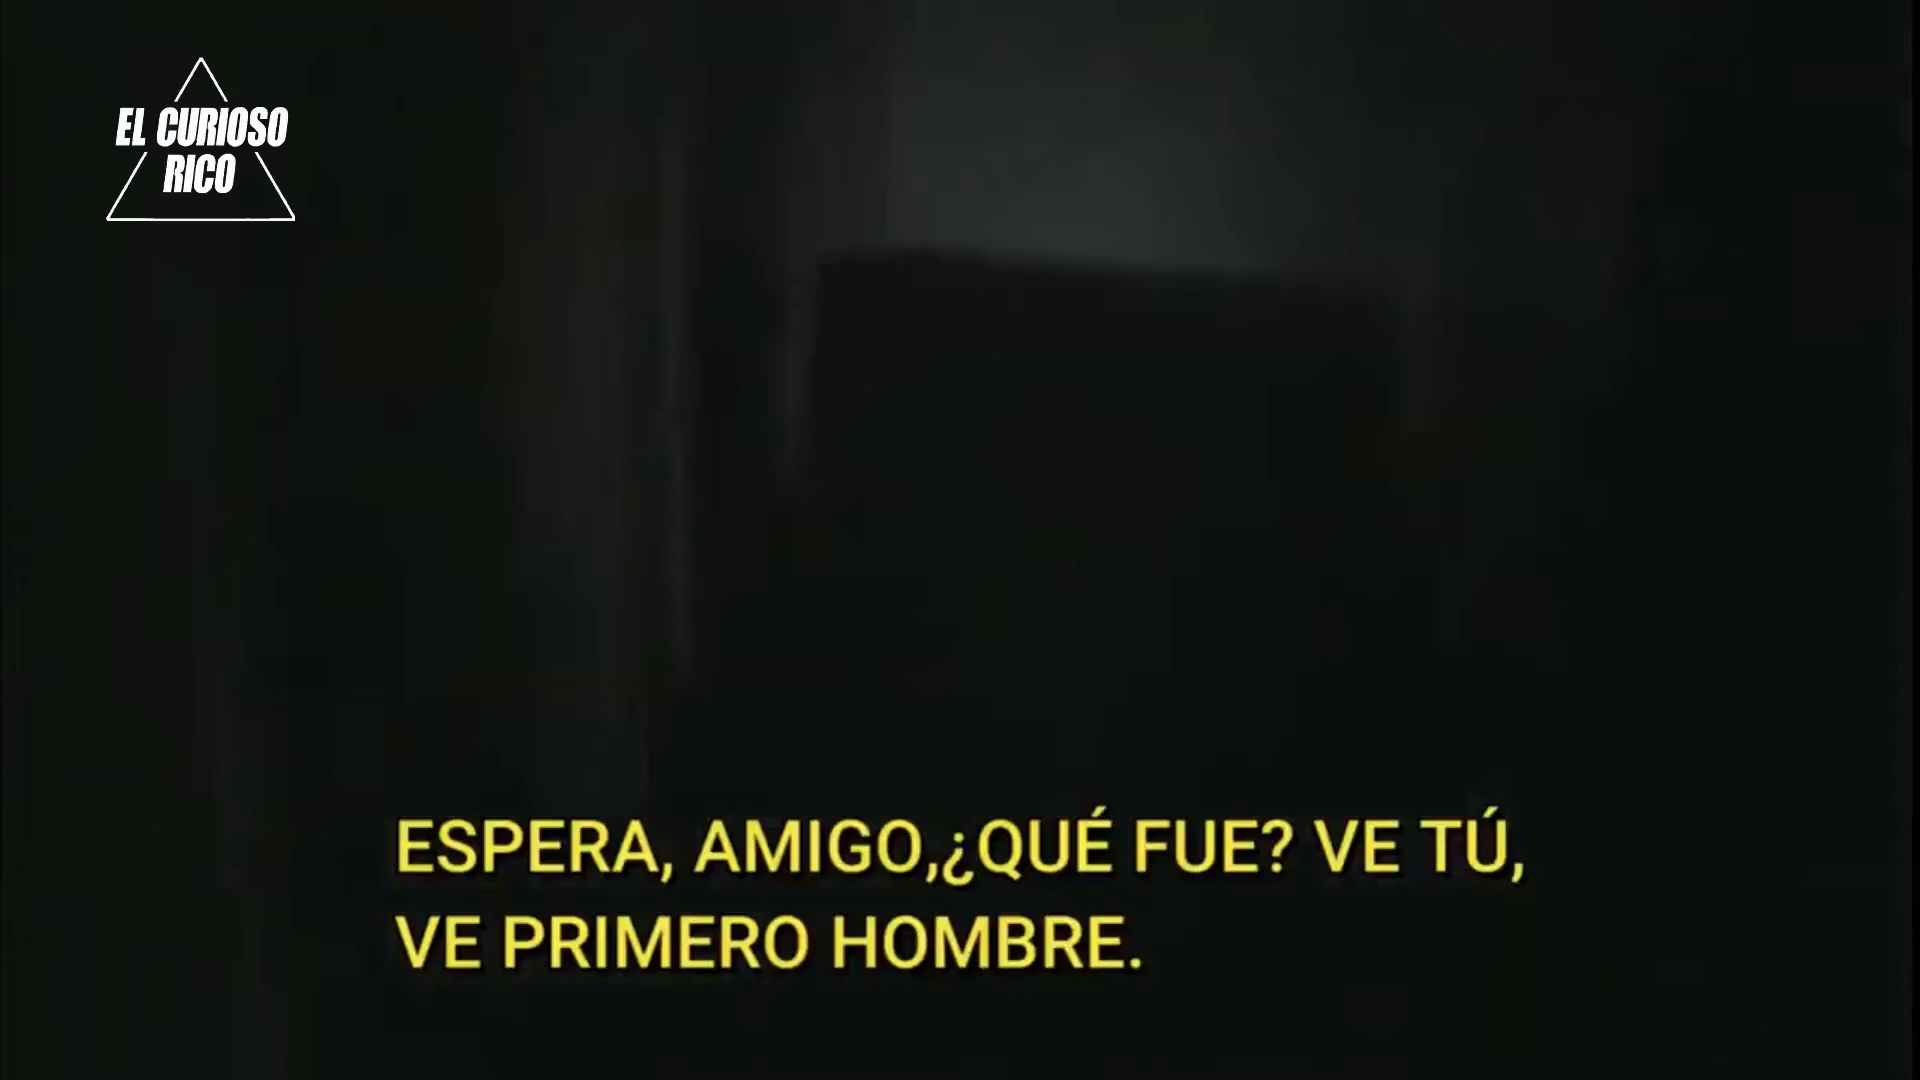 EL CURIOSO
RICO
ESPERA, AMIGO,¿QUÉ FUE? VE TÚ,
VE PRIMERO HOMBRE.